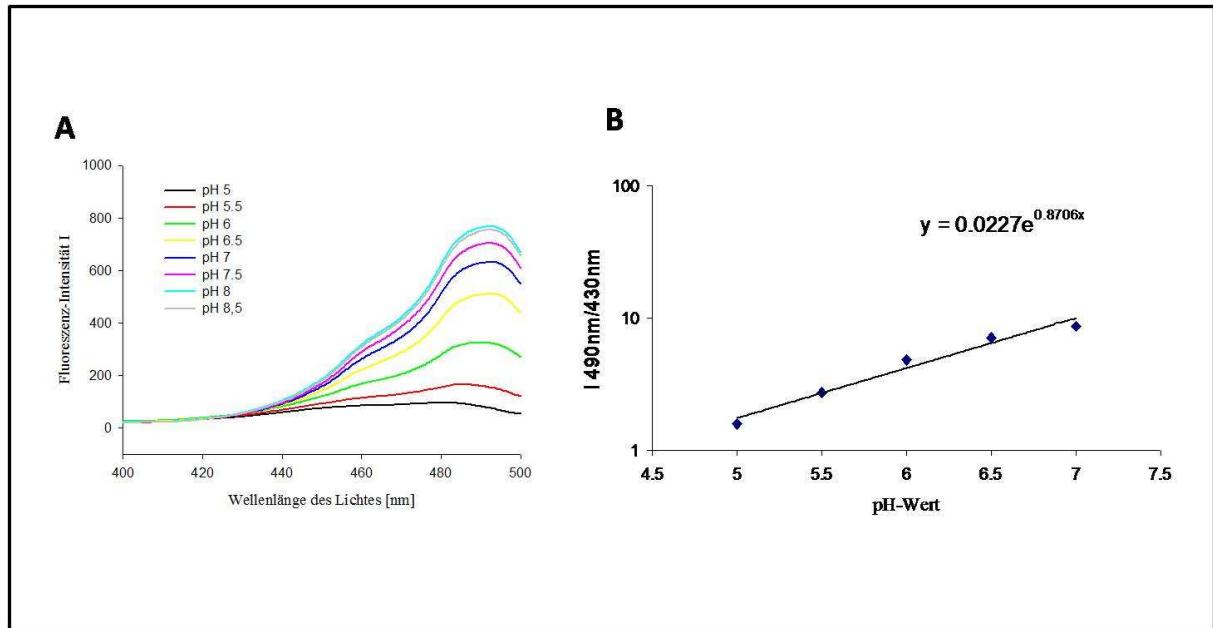 A
Fluoreszenz-Intensität I
1000
800
600
400
200
0
pH 5
pH 5.5
pH 6
pH 6.5
pH 7
pH 7.5
pH 8
pH 8,5
400 420 440 460 480 500
Wellenlänge des Lichtes [nm]
B
I 490nm/430nm
100
10
1
y = 0.0227e^0.8706x
4.5 5 5.5 6 6.5 7 7.5
pH-Wert